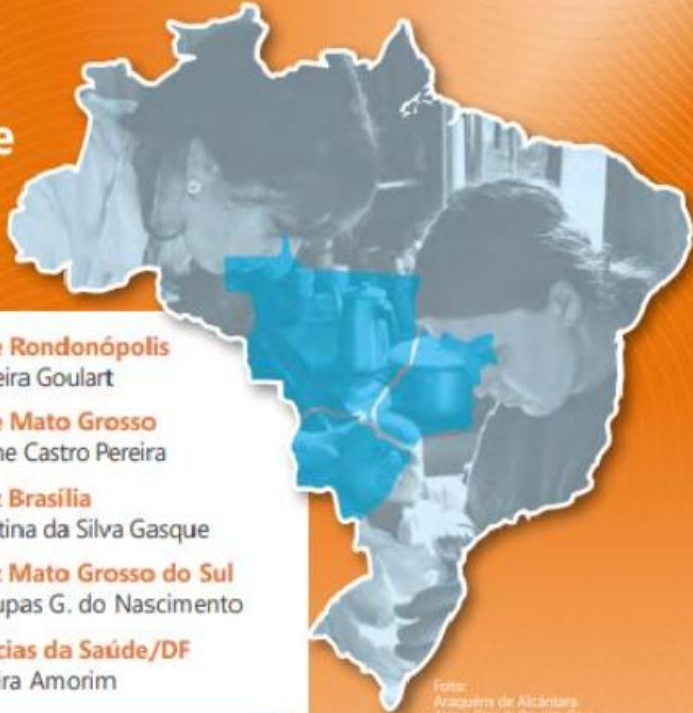 e
e Rondonópolis
eira Goulart
e Mato Grosso
ne Castro Pereira
z Brasília
tina da Silva Gasque
z Mato Grosso do Sul
upas G. do Nascimento
cias da Saúde/DF
ira Amorim
Foto:
Araquém de Alcântara